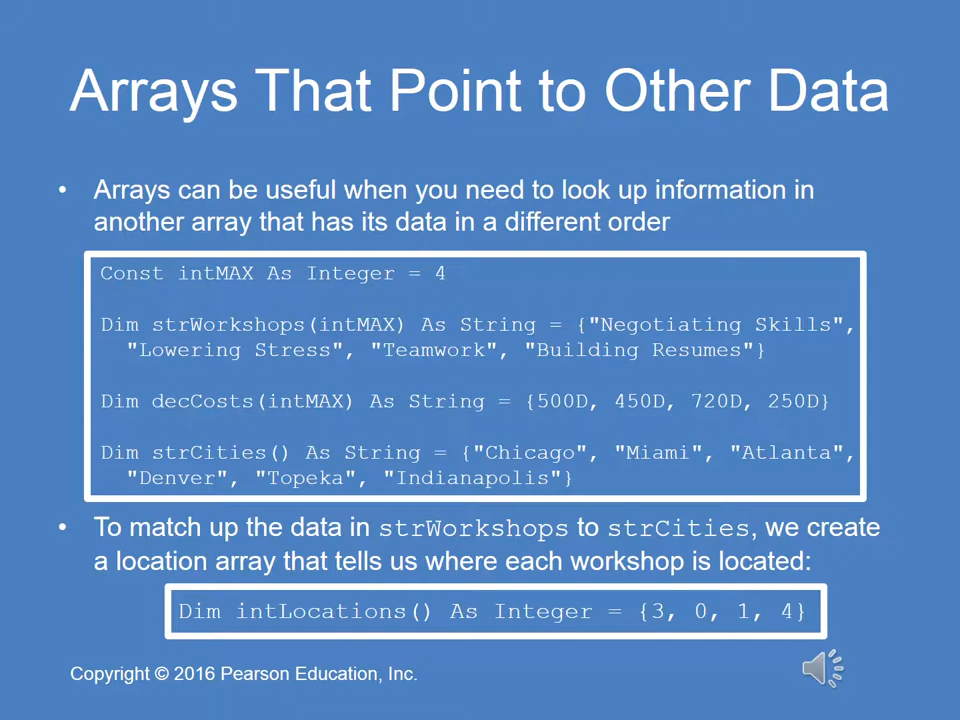 Arrays That Point to Other Data
• Arrays can be useful when you need to look up information in
another array that has its data in a different order
Const intMAX As Integer = 4
Dim strWorkshops(intMAX) As String = {"Negotiating Skills",
"Lowering Stress", "Teamwork", "Building Resumes"}
Dim decCosts(intMAX) As String = {500D, 450D, 720D, 250D}
Dim strCities() As String = {"Chicago", "Miami", "Atlanta",
"Denver", "Topeka", "Indianapolis"}
• To match up the data in strWorkshops to strCities, we create
a location array that tells us where each workshop is located:
Dim intLocations() As Integer = {3, 0, 1, 4}
Copyright © 2016 Pearson Education, Inc.